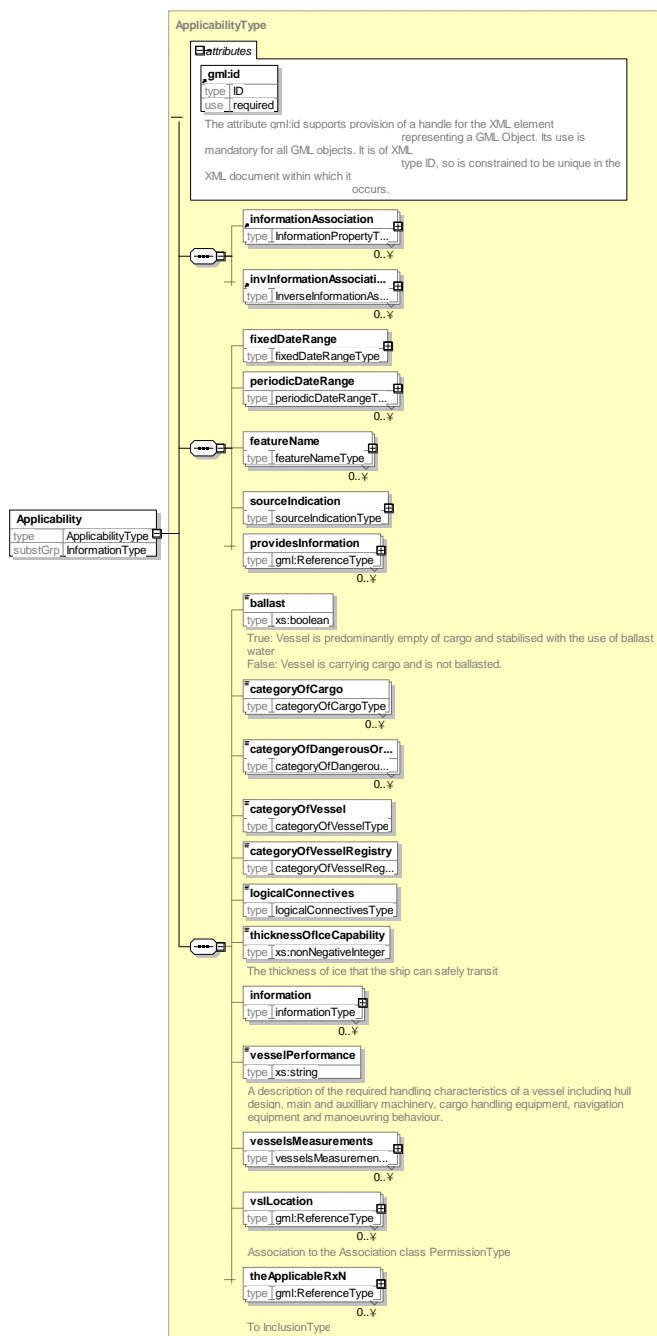 ApplicabilityType
attributes
gml:id
type ID
use required
The attribute gml:id supports provision of a handle for the XML element
representing a GML Object. Its use is
mandatory for all GML objects. It is of XML
type ID, so is constrained to be unique in the
XML document within which it
occurs.
informationAssociation
type InformationPropertyT...
0..¥
invInformationAssociati...
type InverseInformationAs...
0..¥
fixedDateRange
type fixedDateRangeType
periodicDateRange
type periodicDateRangeT...
0..¥
featureName
type featureNameType
0..¥
sourceIndication
type sourceIndicationType
providesInformation
type gml:ReferenceType
0..¥
Applicability
type ApplicabilityType
substGrp InformationType
ballast
type xs:boolean
True: Vessel is predominantly empty of cargo and stabilised with the use of ballast
water
False: Vessel is carrying cargo and is not ballasted.
categoryOfCargo
type categoryOfCargoType
0..¥
categoryOfDangerousOr...
type categoryOfDangerou...
0..¥
categoryOfVessel
type categoryOfVesselType
categoryOfVesselRegistry
type categoryOfVesselReg...
logicalConnectives
type logicalConnectivesType
thicknessOfIceCapability
type xs:nonNegativeInteger
The thickness of ice that the ship can safely transit
information
type informationType
0..¥
vesselPerformance
type xs:string
A description of the required handling characteristics of a vessel including hull
design, main and auxilliary machinery, cargo handling equipment, navigation
equipment and manoeuvring behaviour.
vesselsMeasurements
type vesselsMeasuremen...
0..¥
vslLocation
type gml:ReferenceType
0..¥
Association to the Association class PermissionType
theApplicableRxN
type gml:ReferenceType
0..¥
To InclusionType